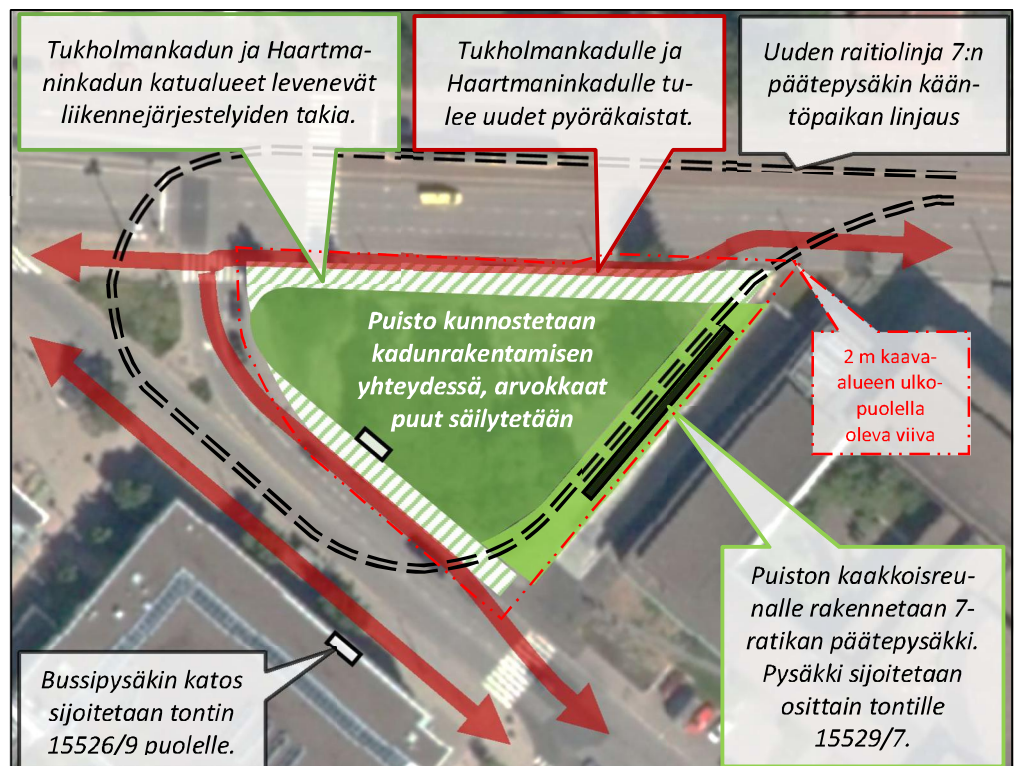 Tukholmankadun ja Haartma-
ninkadun katualueet levenevät
liikennejärjestelyiden takia.
Tukholmankadulle ja
Haartmaninkadulle tu-
lee uudet pyöräkaistat.
Uuden raitiolinja 7:n
päätepysäkin kään-
töpaikan linjaus
Puisto kunnostetaan
kadunrakentamisen
yhteydessä, arvokkaat
puut säilytetään
2 m kaava-
alueen ulko-
puolella
oleva viiva
Puiston kaakkoisreu-
nalle rakennetaan 7-
ratikan päätepysäkki.
Pysäkki sijoitetaan
osittain tontille
15529/7.
Bussipysäkin katos
sijoitetaan tontin
15526/9 puolelle.